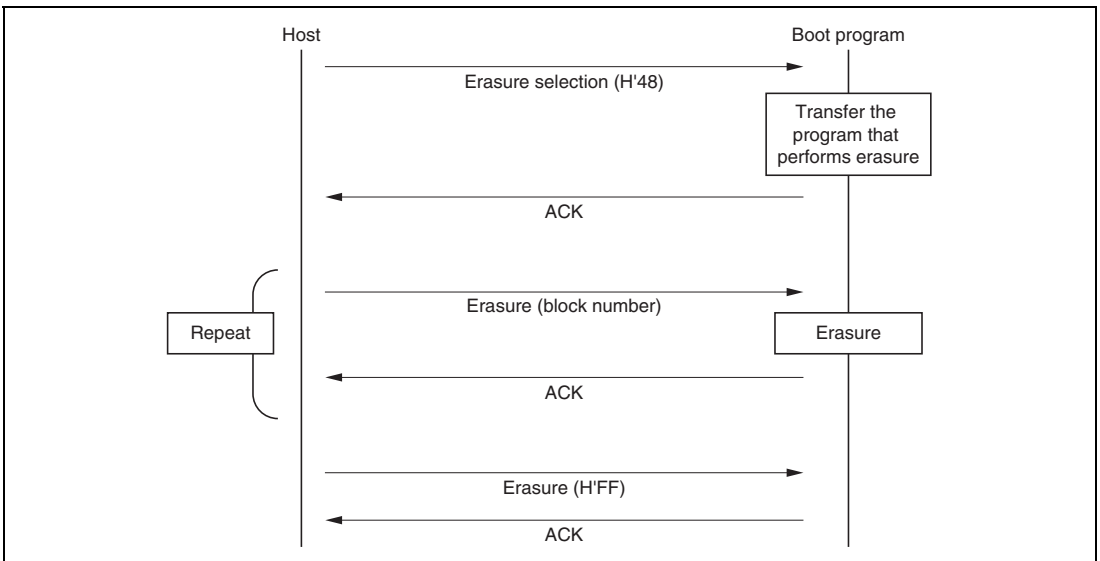 Host
Boot program
Erasure selection (H'48)
Transfer the
program that
performs erasure
ACK
Erasure (block number)
Repeat
Erasure
ACK
Erasure (H'FF)
ACK